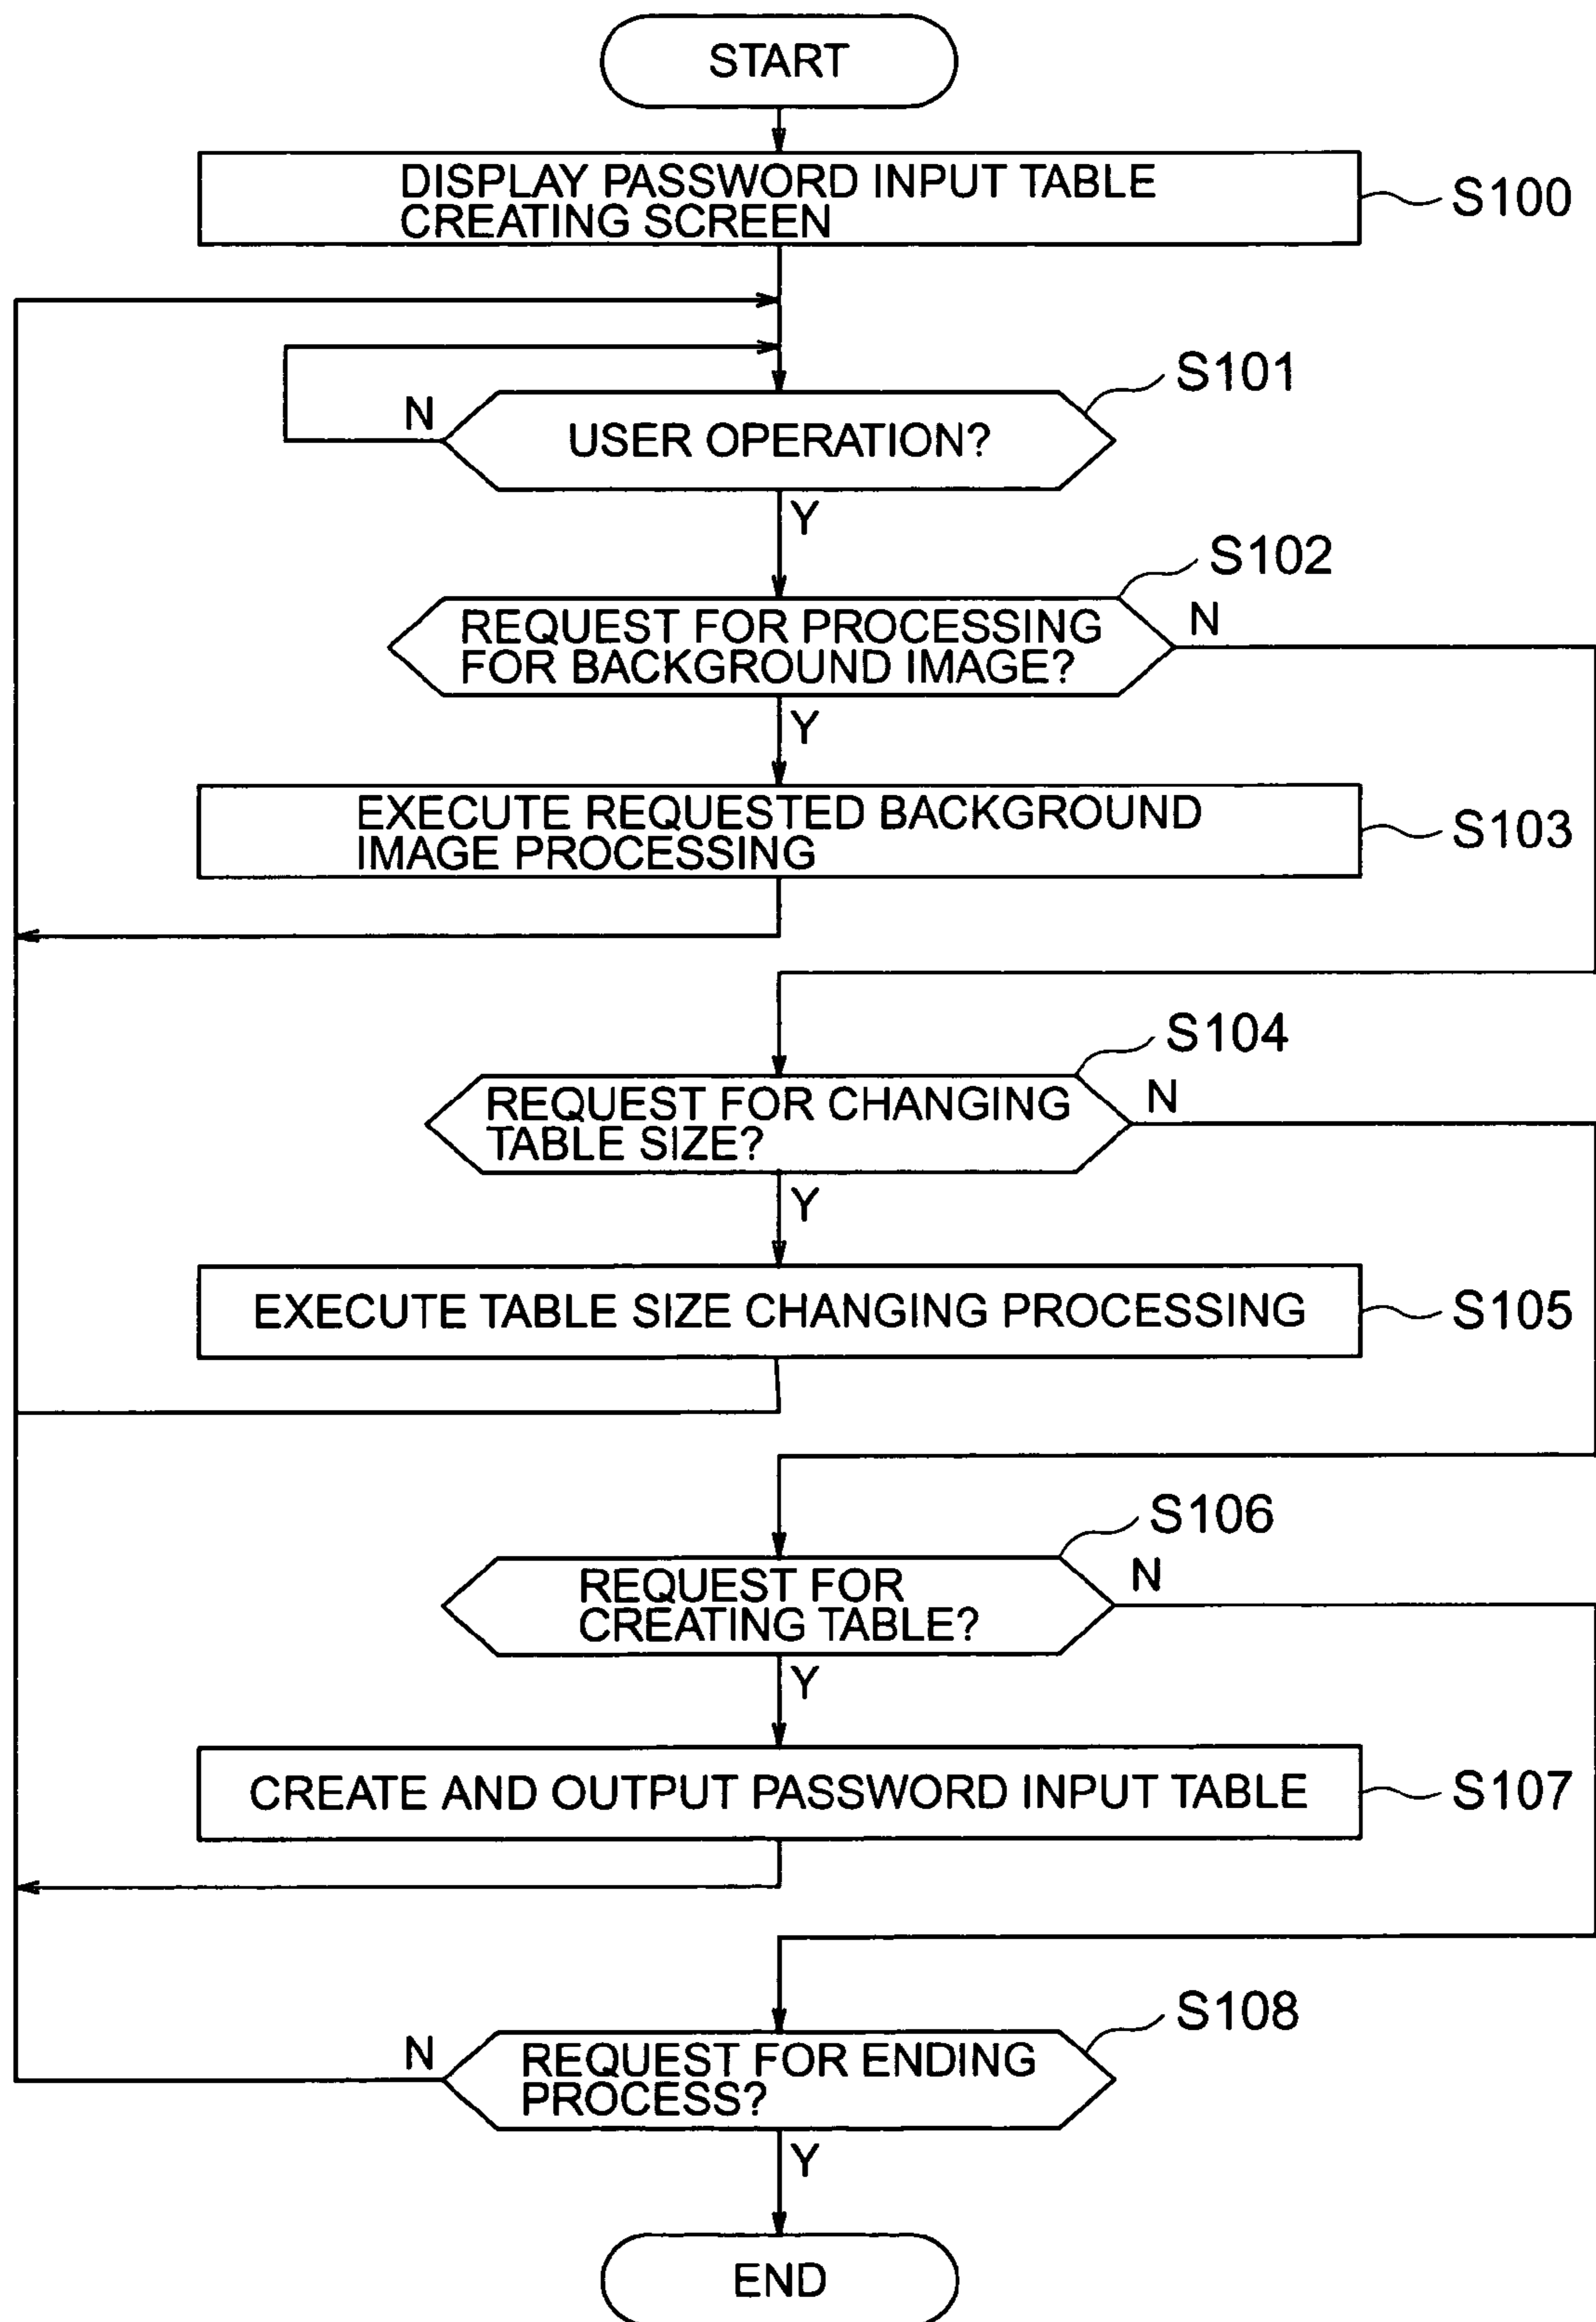 START
DISPLAY PASSWORD INPUT TABLE
CREATING SCREEN
S100
S101
N
USER OPERATION?
Y
S102
REQUEST FOR PROCESSING
FOR BACKGROUND IMAGE?
N
Y
EXECUTE REQUESTED BACKGROUND
IMAGE PROCESSING
S103
S104
REQUEST FOR CHANGING
TABLE SIZE?
N
Y
EXECUTE TABLE SIZE CHANGING PROCESSING
S105
S106
REQUEST FOR
CREATING TABLE?
N
Y
CREATE AND OUTPUT PASSWORD INPUT TABLE
S107
S108
N
REQUEST FOR ENDING
PROCESS?
Y
END